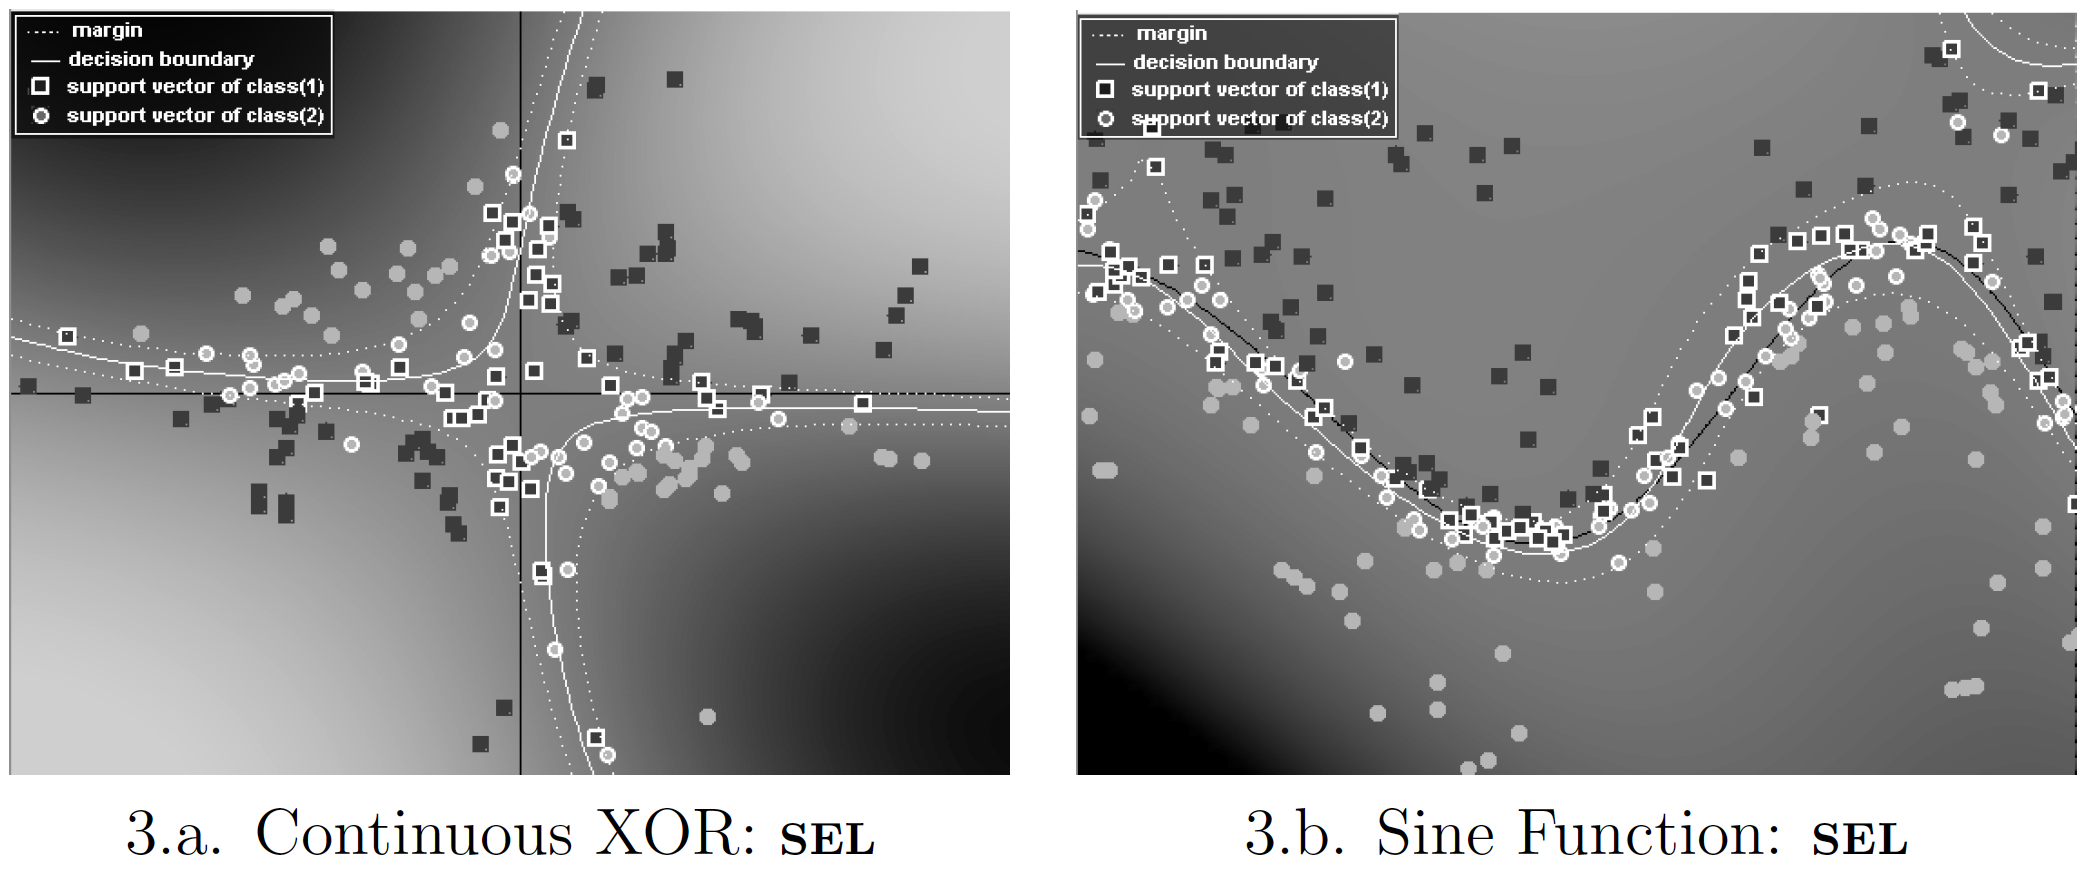 margin
decision boundary
support vector of class(1)
support vector of class(2)
margin
decision boundary
support vector of class(1)
support vector of class(2)
3.a. Continuous XOR: SEL
3.b. Sine Function: SEL